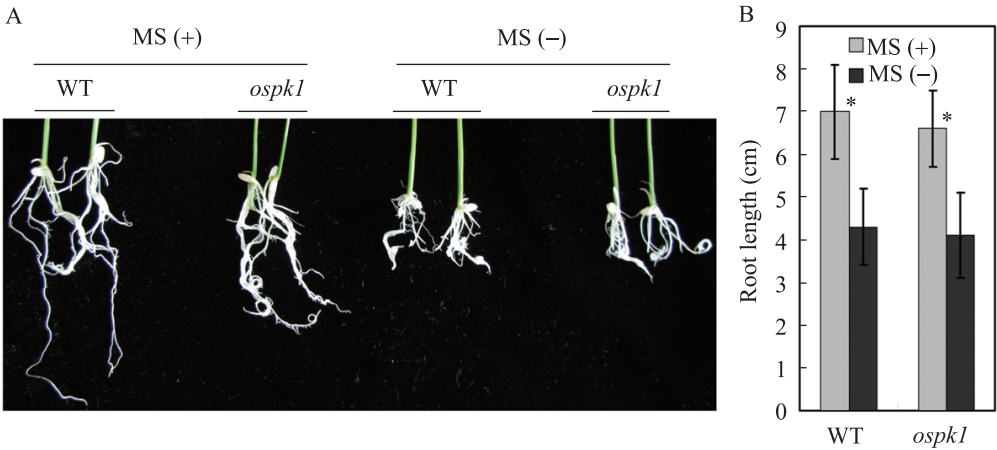 A
MS (+) MS (−)
WT ospk1 WT ospk1
B
MS (+)
MS (−)
Root length (cm)
9
8
7
6
5
4
3
2
1
0
*
*
WT ospk1